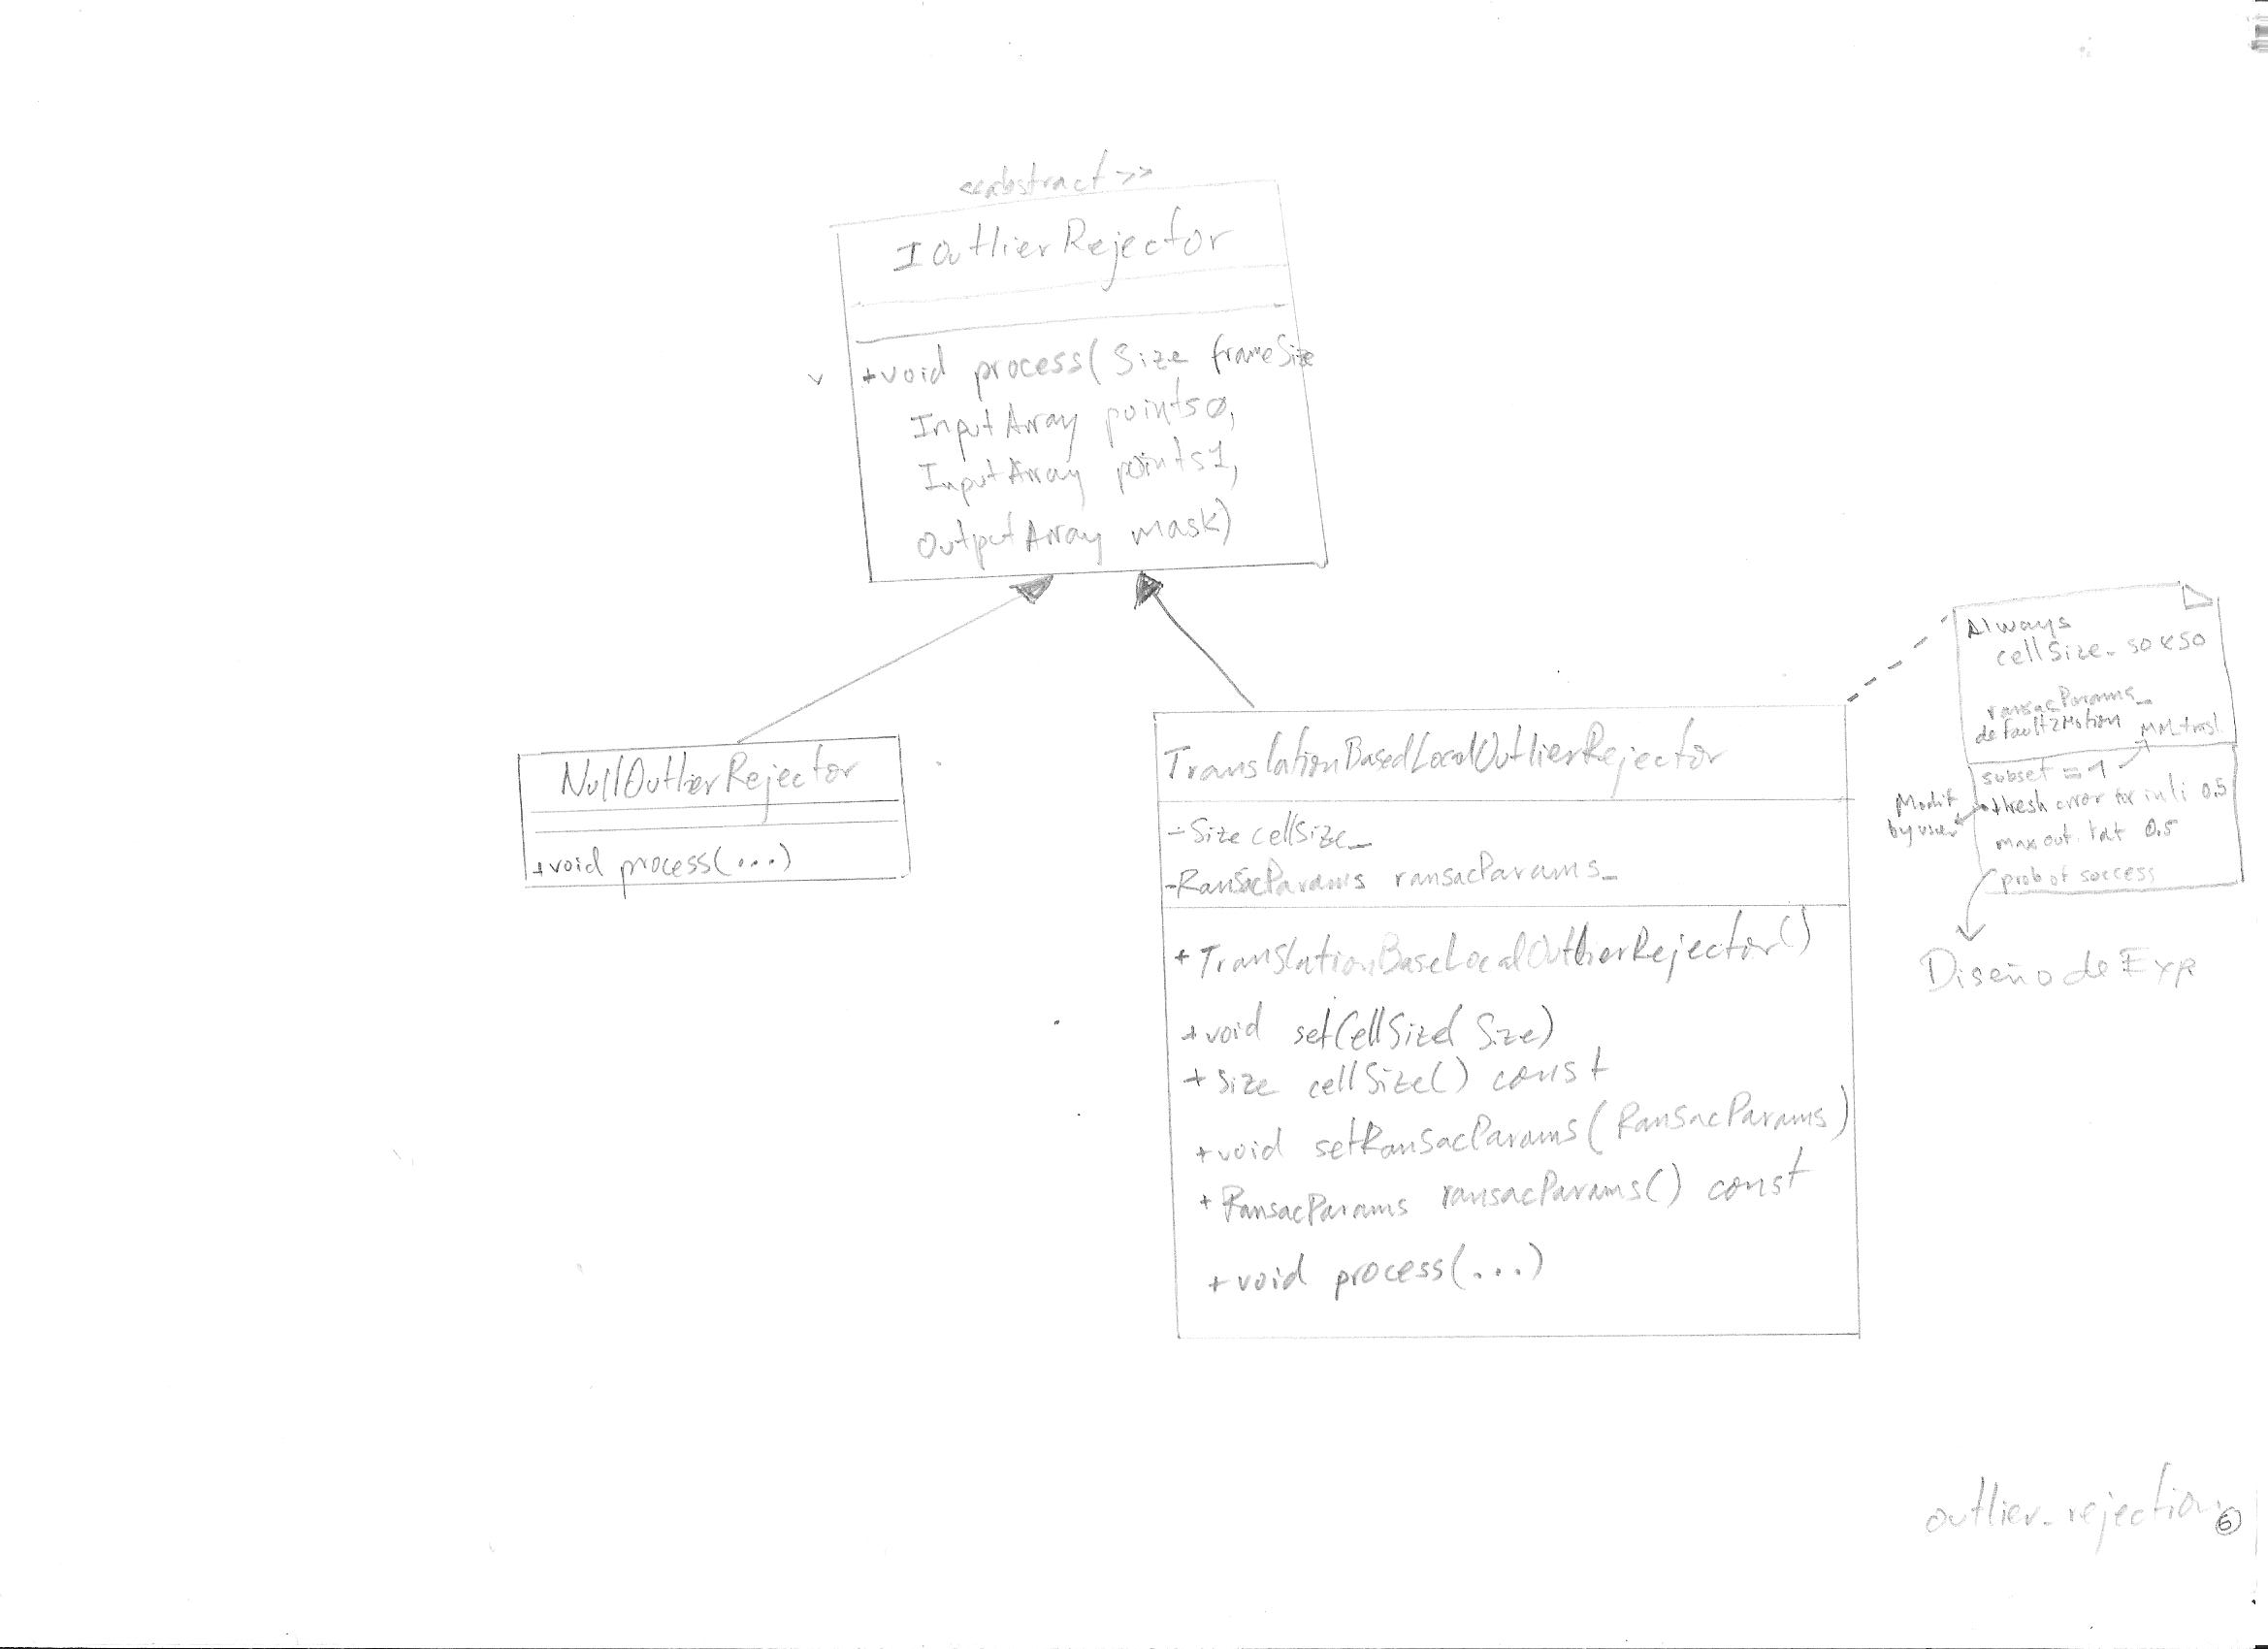 <<abstract>>
IOutlierRejector
v +void process(Size frameSize
InputArray points0,
InputArray points1,
OutputArray mask)
NullOutlierRejector
+void process(...)
TranslationBasedLocalOutlierRejector
-Size cellSize_
-RansacParams ransacParams_
+TranslationBaseLocalOutlierRejector()
+void setCellSize(Size)
+Size cellSize() const
+void setRansacParams(RansacParams)
+RansacParams ransacParams() const
+void process(...)
Always
cellSize_ 50x50
ransacParams_
default2Motion MM_trasl.
subset = 1
thresh error for inli 0.5
max out. rat 0.5
prob of success
Modif
by user
Diseño de Exp
outlier_rejection.
6